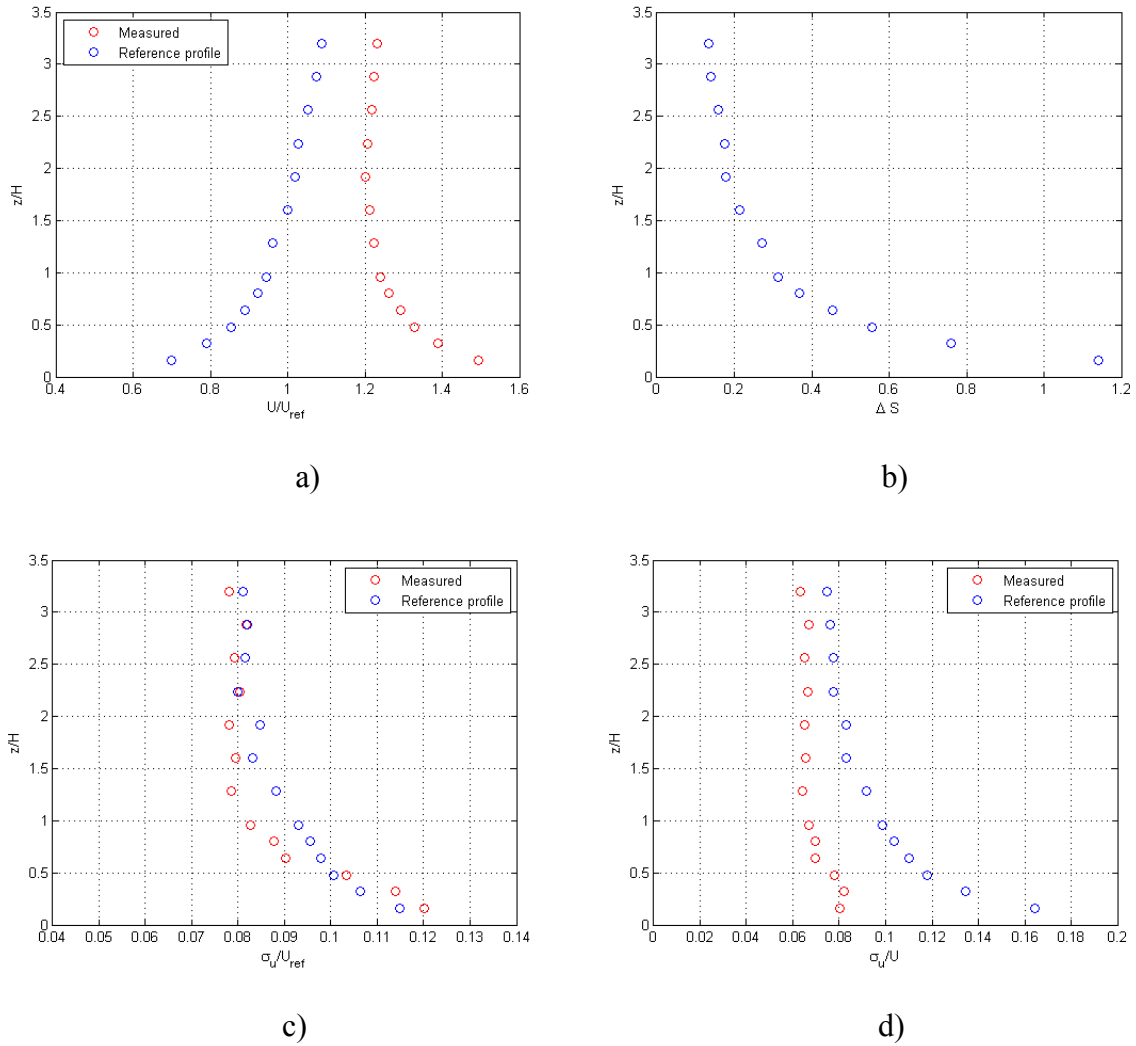 3.5
3
2.5
2
1.5
1
0.5
0
z/H
Measured
Reference profile
0.4 0.6 0.8 1 1.2 1.4 1.6
U/U_ref
a)
3.5
3
2.5
2
1.5
1
0.5
0
z/H
0 0.2 0.4 0.6 0.8 1 1.2
Δ S
b)
3.5
3
2.5
2
1.5
1
0.5
0
z/H
Measured
Reference profile
0.04 0.05 0.06 0.07 0.08 0.09 0.1 0.11 0.12 0.13 0.14
σ_u/U_ref
c)
3.5
3
2.5
2
1.5
1
0.5
0
z/H
Measured
Reference profile
0 0.02 0.04 0.06 0.08 0.1 0.12 0.14 0.16 0.18 0.2
σ_u/U
d)